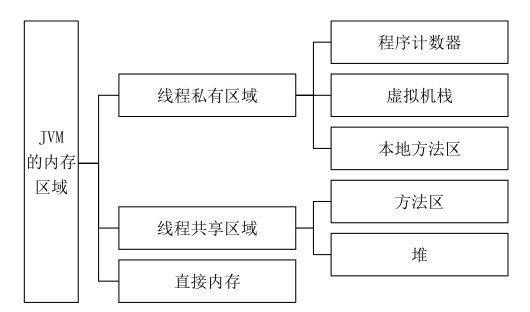 JVM
的内存
区域
线程私有区域
程序计数器
虚拟机栈
本地方法区
线程共享区域
方法区
堆
直接内存